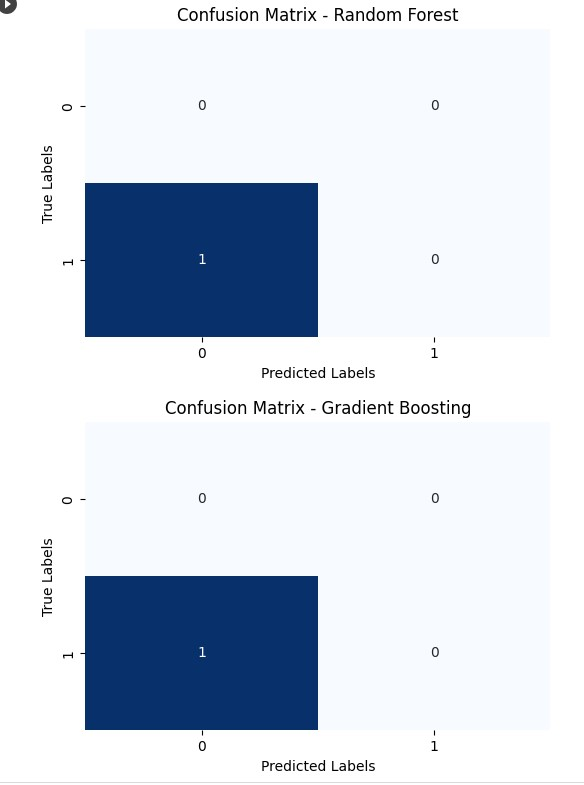 Confusion Matrix - Random Forest
True Labels
0
0 0
1
1 0
0 1
Predicted Labels
Confusion Matrix - Gradient Boosting
True Labels
0
0 0
1
1 0
0 1
Predicted Labels